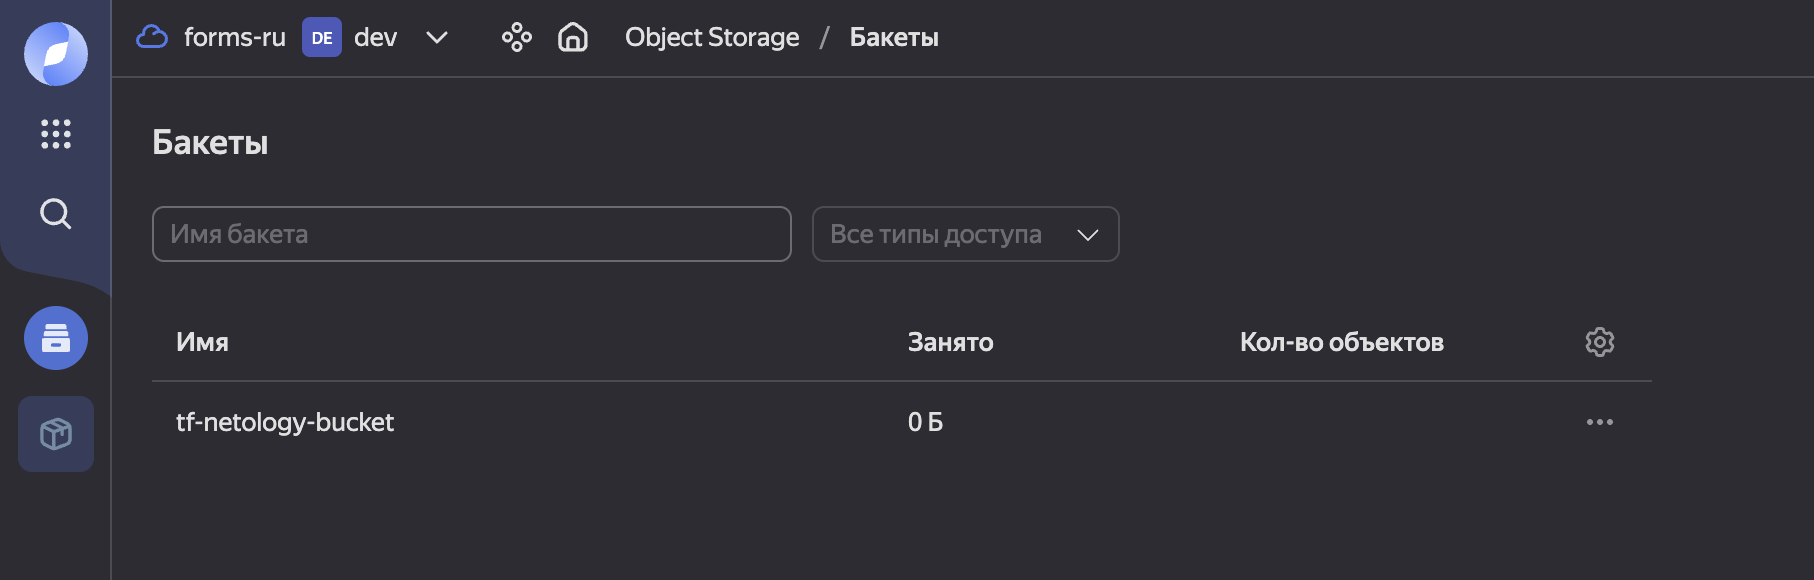 forms-ru DE dev Object Storage / Бакеты
Бакеты
Имя бакета Все типы доступа
Имя Занято Кол-во объектов
tf-netology-bucket 0 Б